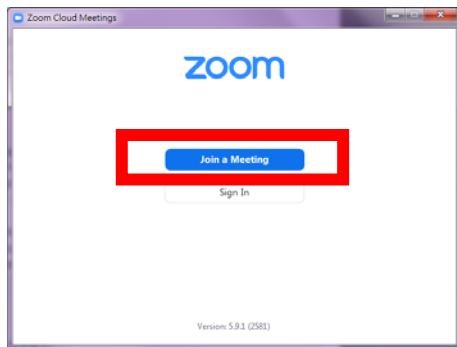 Zoom Cloud Meetings
zoom
Join a Meeting
Sign In
Version: 5.9.1 (2581)